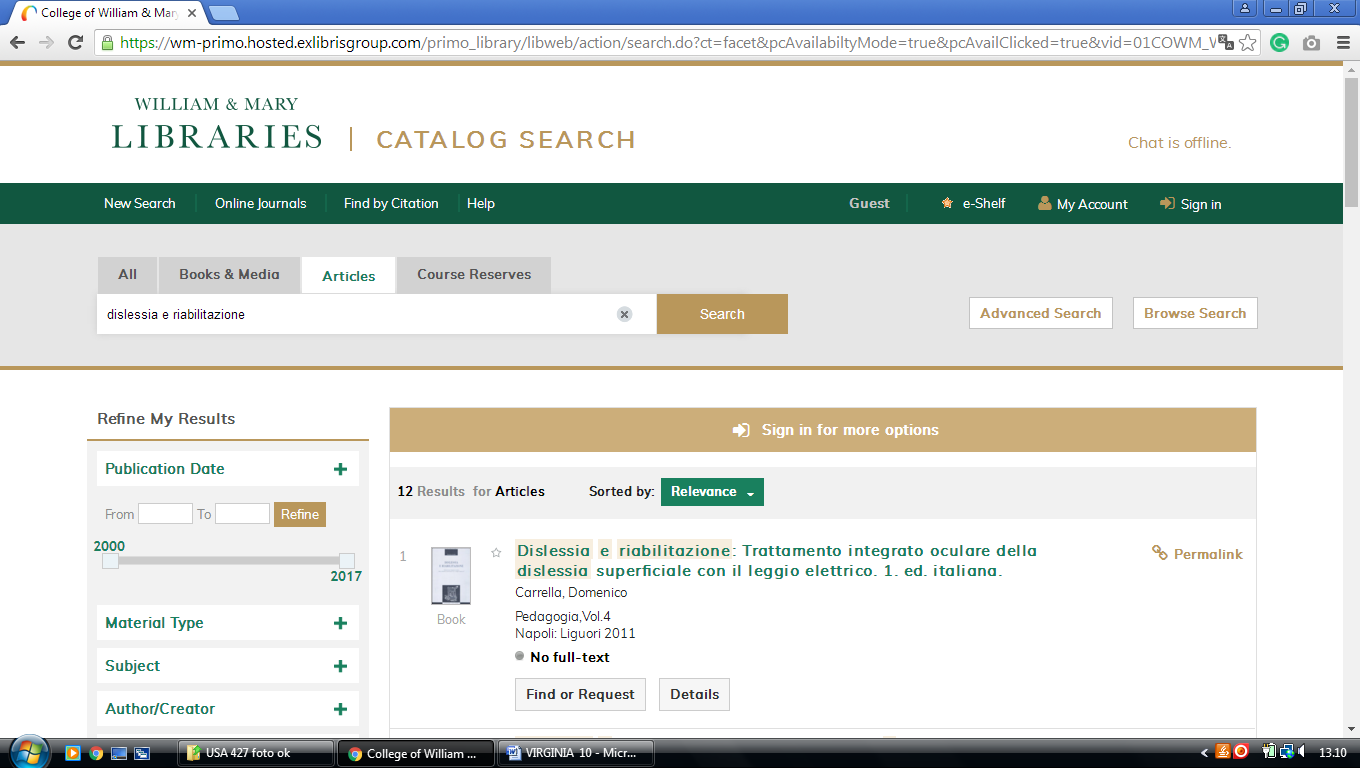 College of William & Mary
https://wm-primo.hosted.exlibrisgroup.com/primo_library/libweb/action/search.do?ct=facet&pcAvailabiltyMode=true&pcAvailClicked=true&vid=01COWM_W
WILLIAM & MARY
LIBRARIES | CATALOG SEARCH
Chat is offline.
New Search Online Journals Find by Citation Help Guest e-Shelf My Account Sign in
All Books & Media Articles Course Reserves
dislessia e riabilitazione Search Advanced Search Browse Search
Refine My Results
Sign in for more options
Publication Date
12 Results for Articles Sorted by: Relevance
From To Refine
2000
2017
Material Type
Subject
Author/Creator
1
Book
Dislessia e riabilitazione: Trattamento integrato oculare della
dislessia superficiale con il leggio elettrico. 1. ed. italiana.
Permalink
Carrella, Domenico
Pedagogia,Vol.4
Napoli: Liguori 2011
No full-text
Find or Request Details
USA 427 foto ok College of William ... VIRGINIA 10 - Micr... 13.10